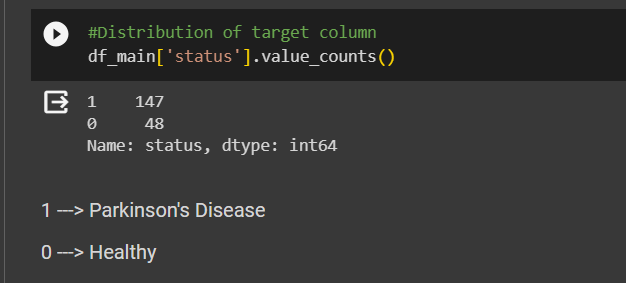 #Distribution of target column
df_main['status'].value_counts()
1    147
0     48
Name: status, dtype: int64
1 ---> Parkinson's Disease
0 ---> Healthy